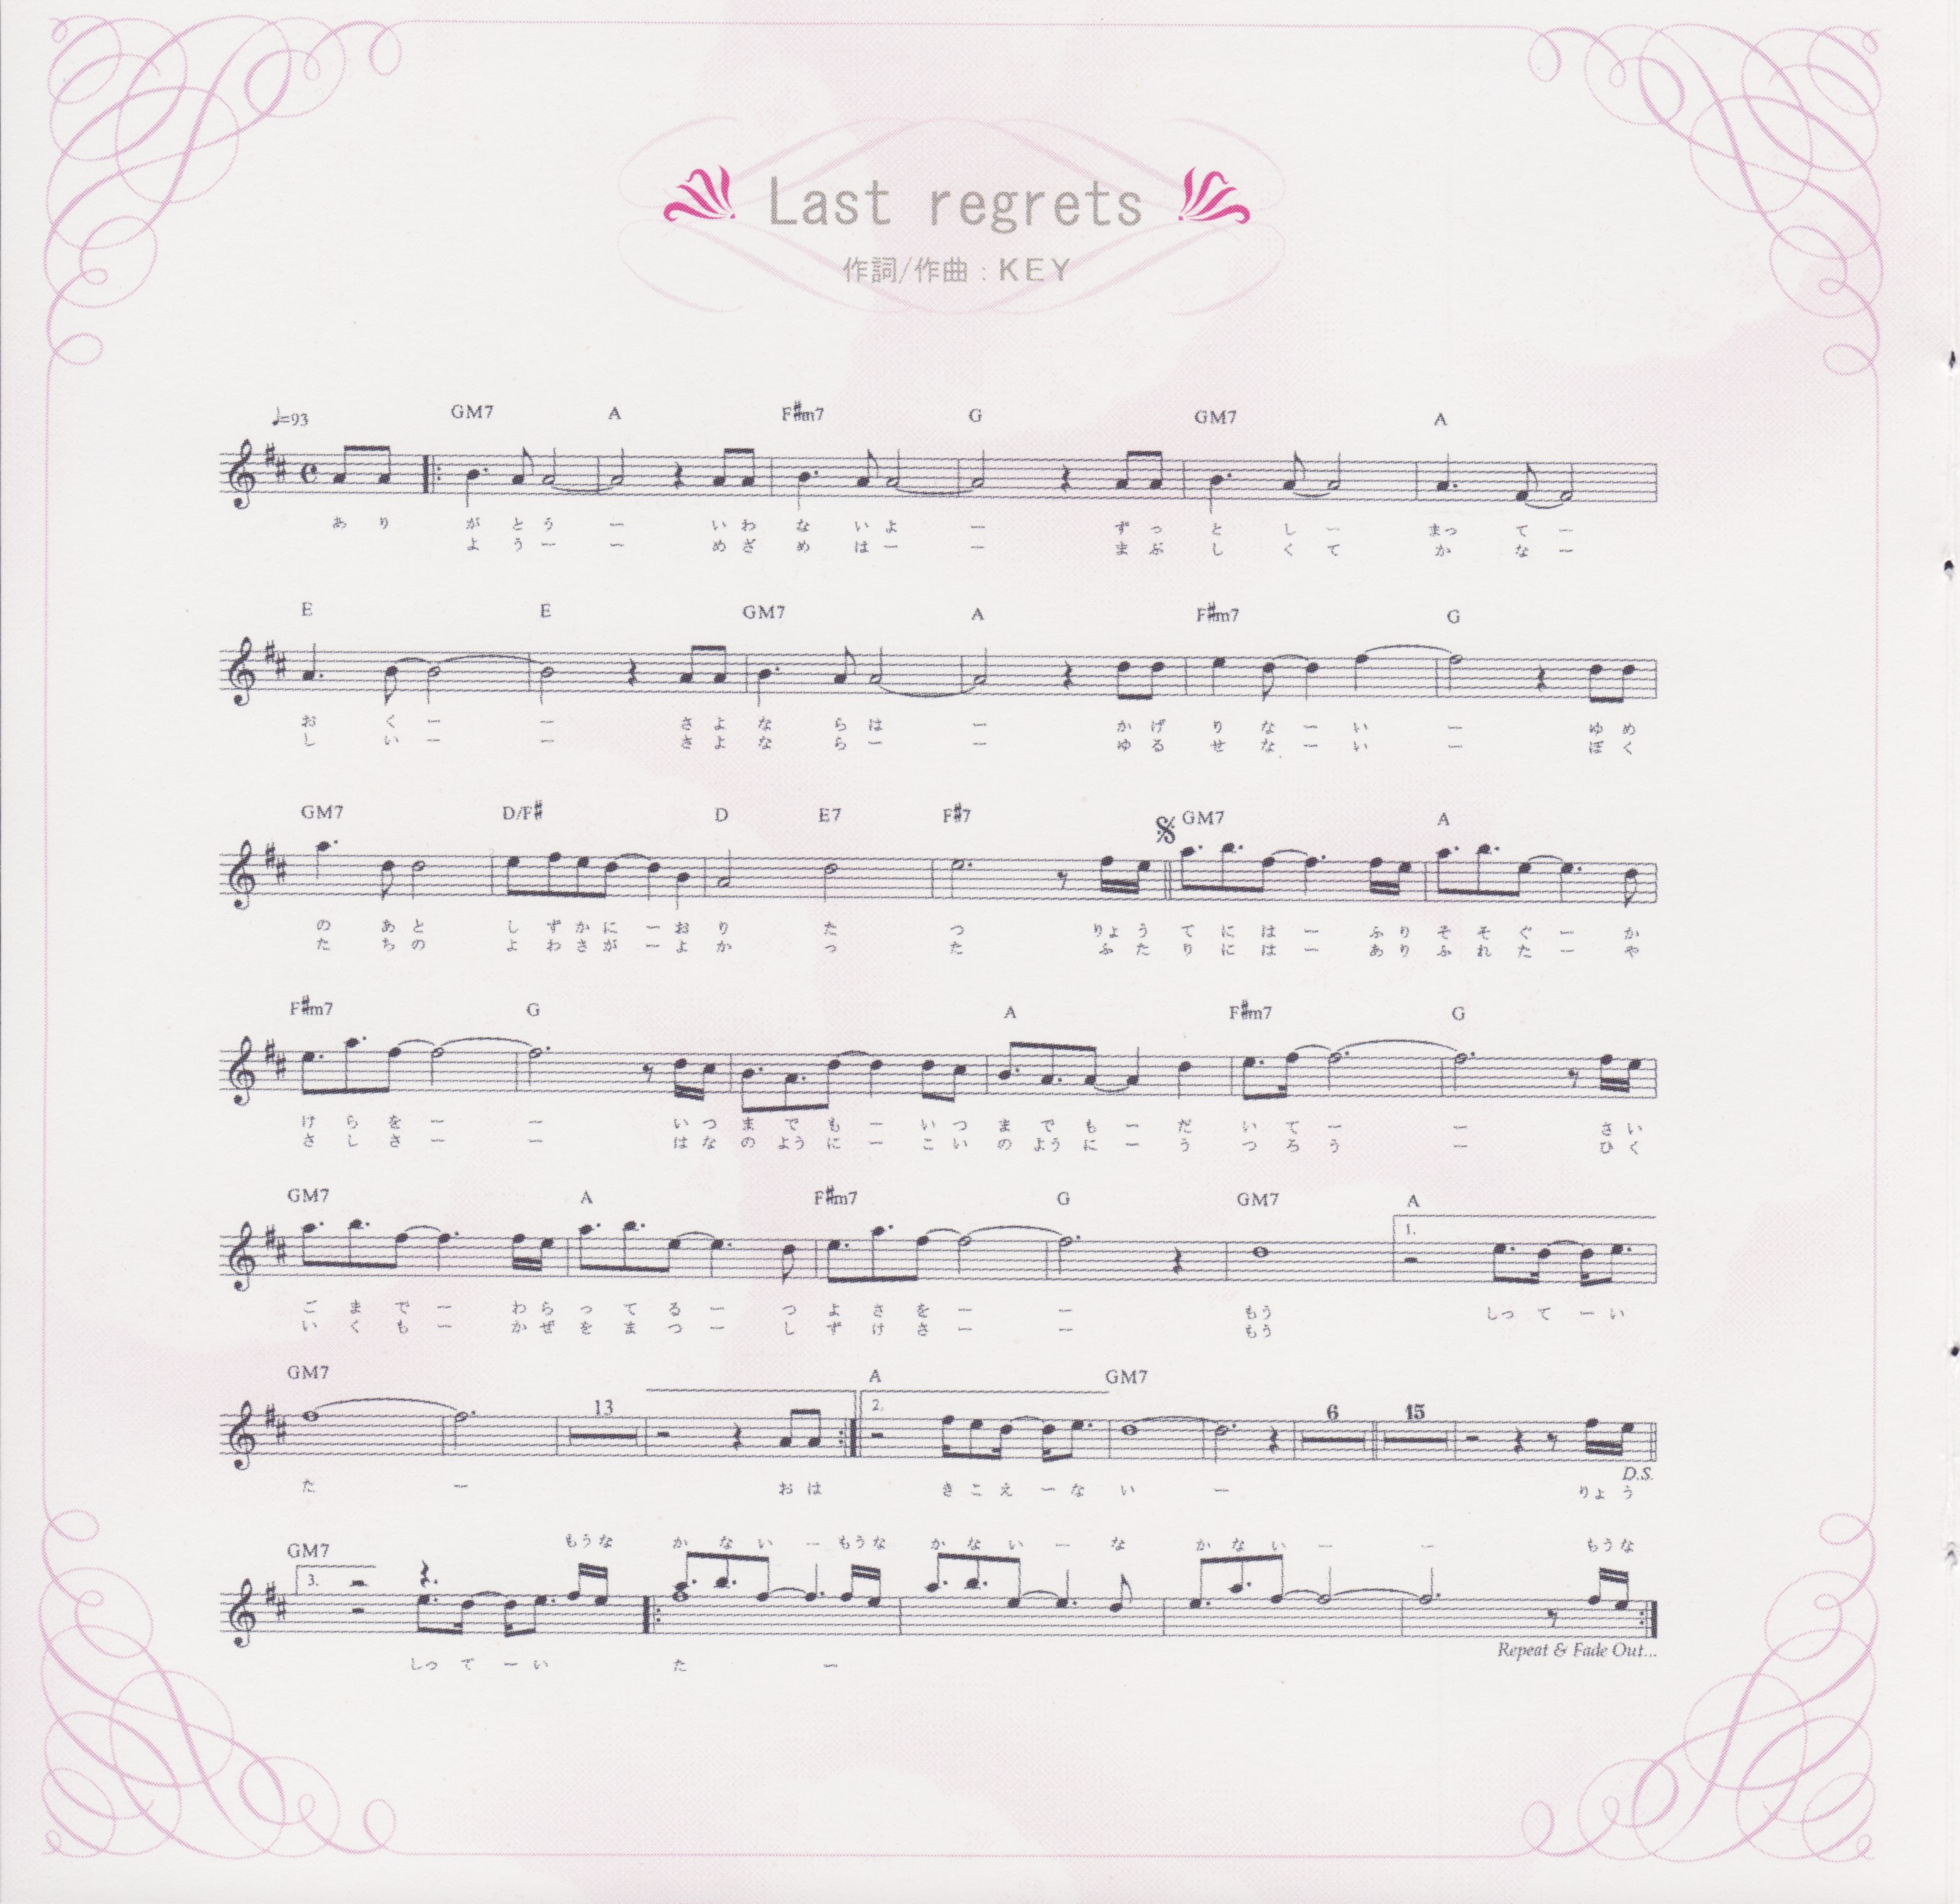 Last regrets
作詞/作曲：KEY
♩=93 GM7 A F#m7 G GM7 A
あ り が と う ー い わ な い よ ー ず っ と し ー まっ て ー
よ う ー ー め ざ め は ー ー ま ぶ し く て か な ー
E E GM7 A F#m7 G
お く ー ー さ よ な ら は ー か げ り な ー い ー ゆ め
し い ー ー さ よ な ら ー ー ゆ る せ な ー い ー ぼ く
GM7 D/F# D E7 F#7 GM7 A
の あ と し ず か に ー お り た つ りょ う て に は ー ふ り そ そ ぐ ー か
た ち の よ わ さ が ー よ か っ た ふ た り に は ー あ り ふ れ た ー や
F#m7 G A F#m7 G
け ら を ー ー い つ ま で も ー い つ ま で も ー だ い て ー ー さ い
さ し さ ー ー は な の よう に ー こ い の よう に ー う つ ろ う ー ひ く
GM7 A F#m7 G GM7 A
1.
ご ま で ー わ ら っ て る ー つ よ さ を ー ー もう しっ て ー い
い く も ー か ぜ を ま つ ー し ず け さ ー ー もう
GM7 A GM7
13 2. 6 15
D.S.
た ー お は き こ え ー な い ー りょ う
もう な か な い ー もう な か な い ー な か な い ー ー もう な
GM7
3.
Repeat & Fade Out...
しっ て ー い た ー